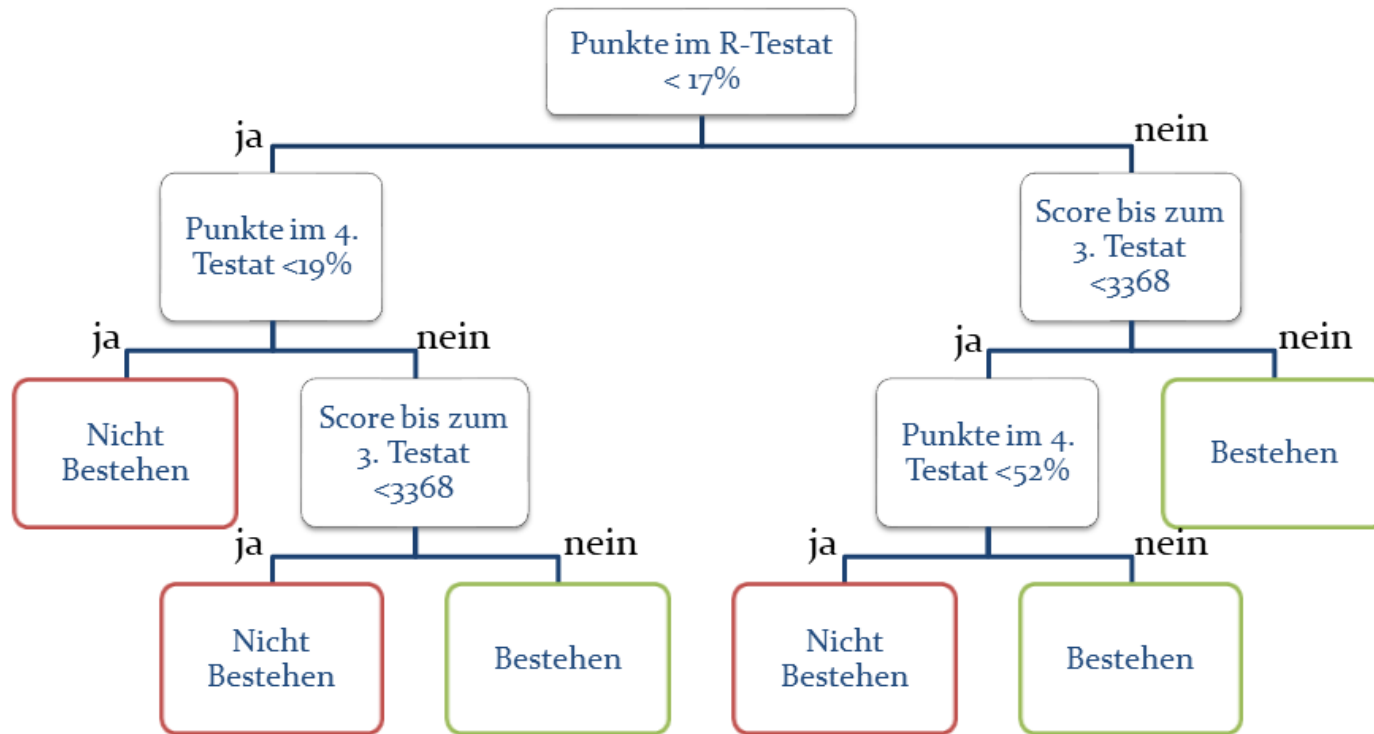 Punkte im R-Testat
< 17%
ja
nein
Punkte im 4.
Testat <19%
Score bis zum
3. Testat
<3368
ja
nein
ja
nein
Nicht
Bestehen
Score bis zum
3. Testat
<3368
Punkte im 4.
Testat <52%
Bestehen
ja
nein
ja
nein
Nicht
Bestehen
Bestehen
Nicht
Bestehen
Bestehen